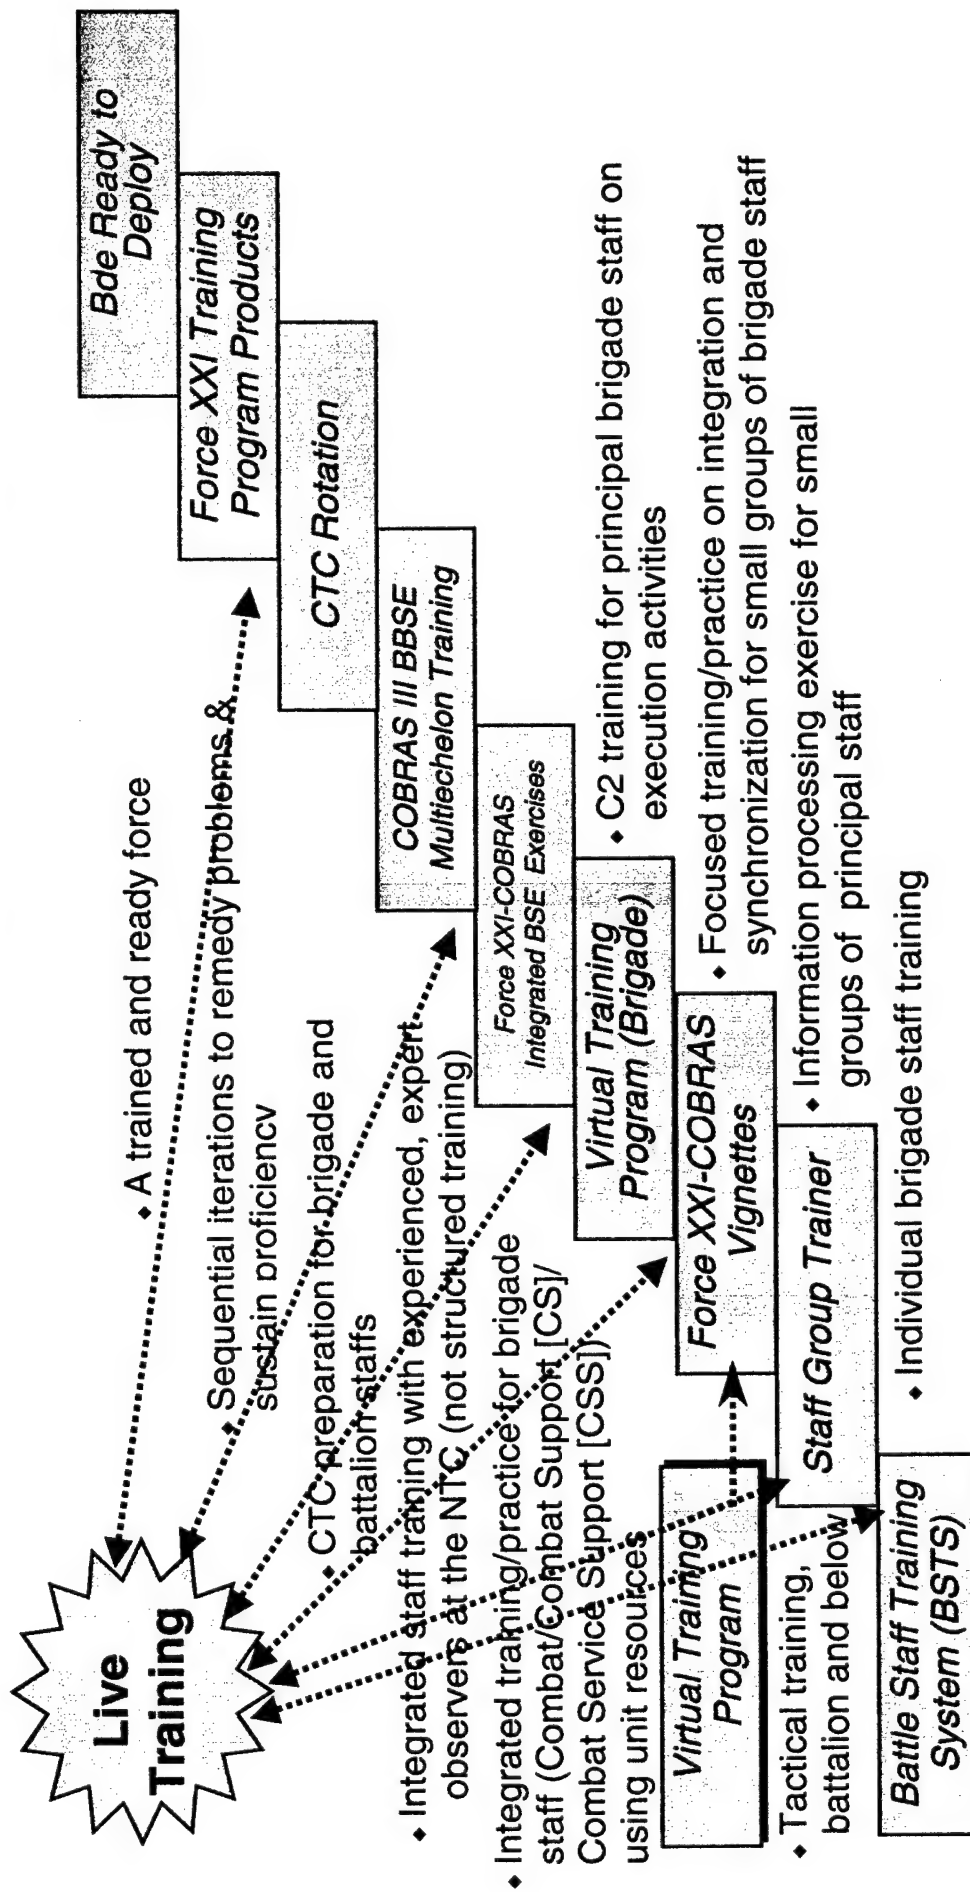 Live
Training
• A trained and ready force
• Sequential iterations to remedy problems &
sustain proficiency
• CTC preparation for brigade and
battalion staffs
• Integrated staff training with experienced, expert
observers at the NTC (not structured training)
• Integrated training/practice for brigade
staff (Combat/Combat Support [CS]/
Combat Service Support [CSS])
using unit resources
Bde Ready to
Deploy
Force XXI Training
Program Products
CTC Rotation
COBRAS III BBSE
Multiechelon Training
Force XXI-COBRAS
Integrated BSE Exercises
Virtual Training
Program (Brigade)
Force XXI-COBRAS
Vignettes
Staff Group Trainer
Battle Staff Training
System (BSTS)
Virtual Training
Program
• Tactical training,
battalion and below
• C2 training for principal brigade staff on
execution activities
• Focused training/practice on integration and
synchronization for small groups of brigade staff
• Information processing exercise for small
groups of principal staff
• Individual brigade staff training